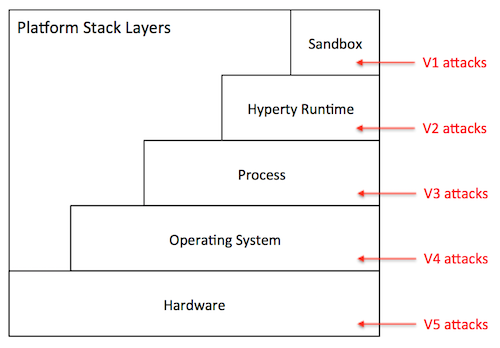 Platform Stack Layers
Sandbox
V1 attacks
Hyperty Runtime
V2 attacks
Process
V3 attacks
Operating System
V4 attacks
Hardware
V5 attacks